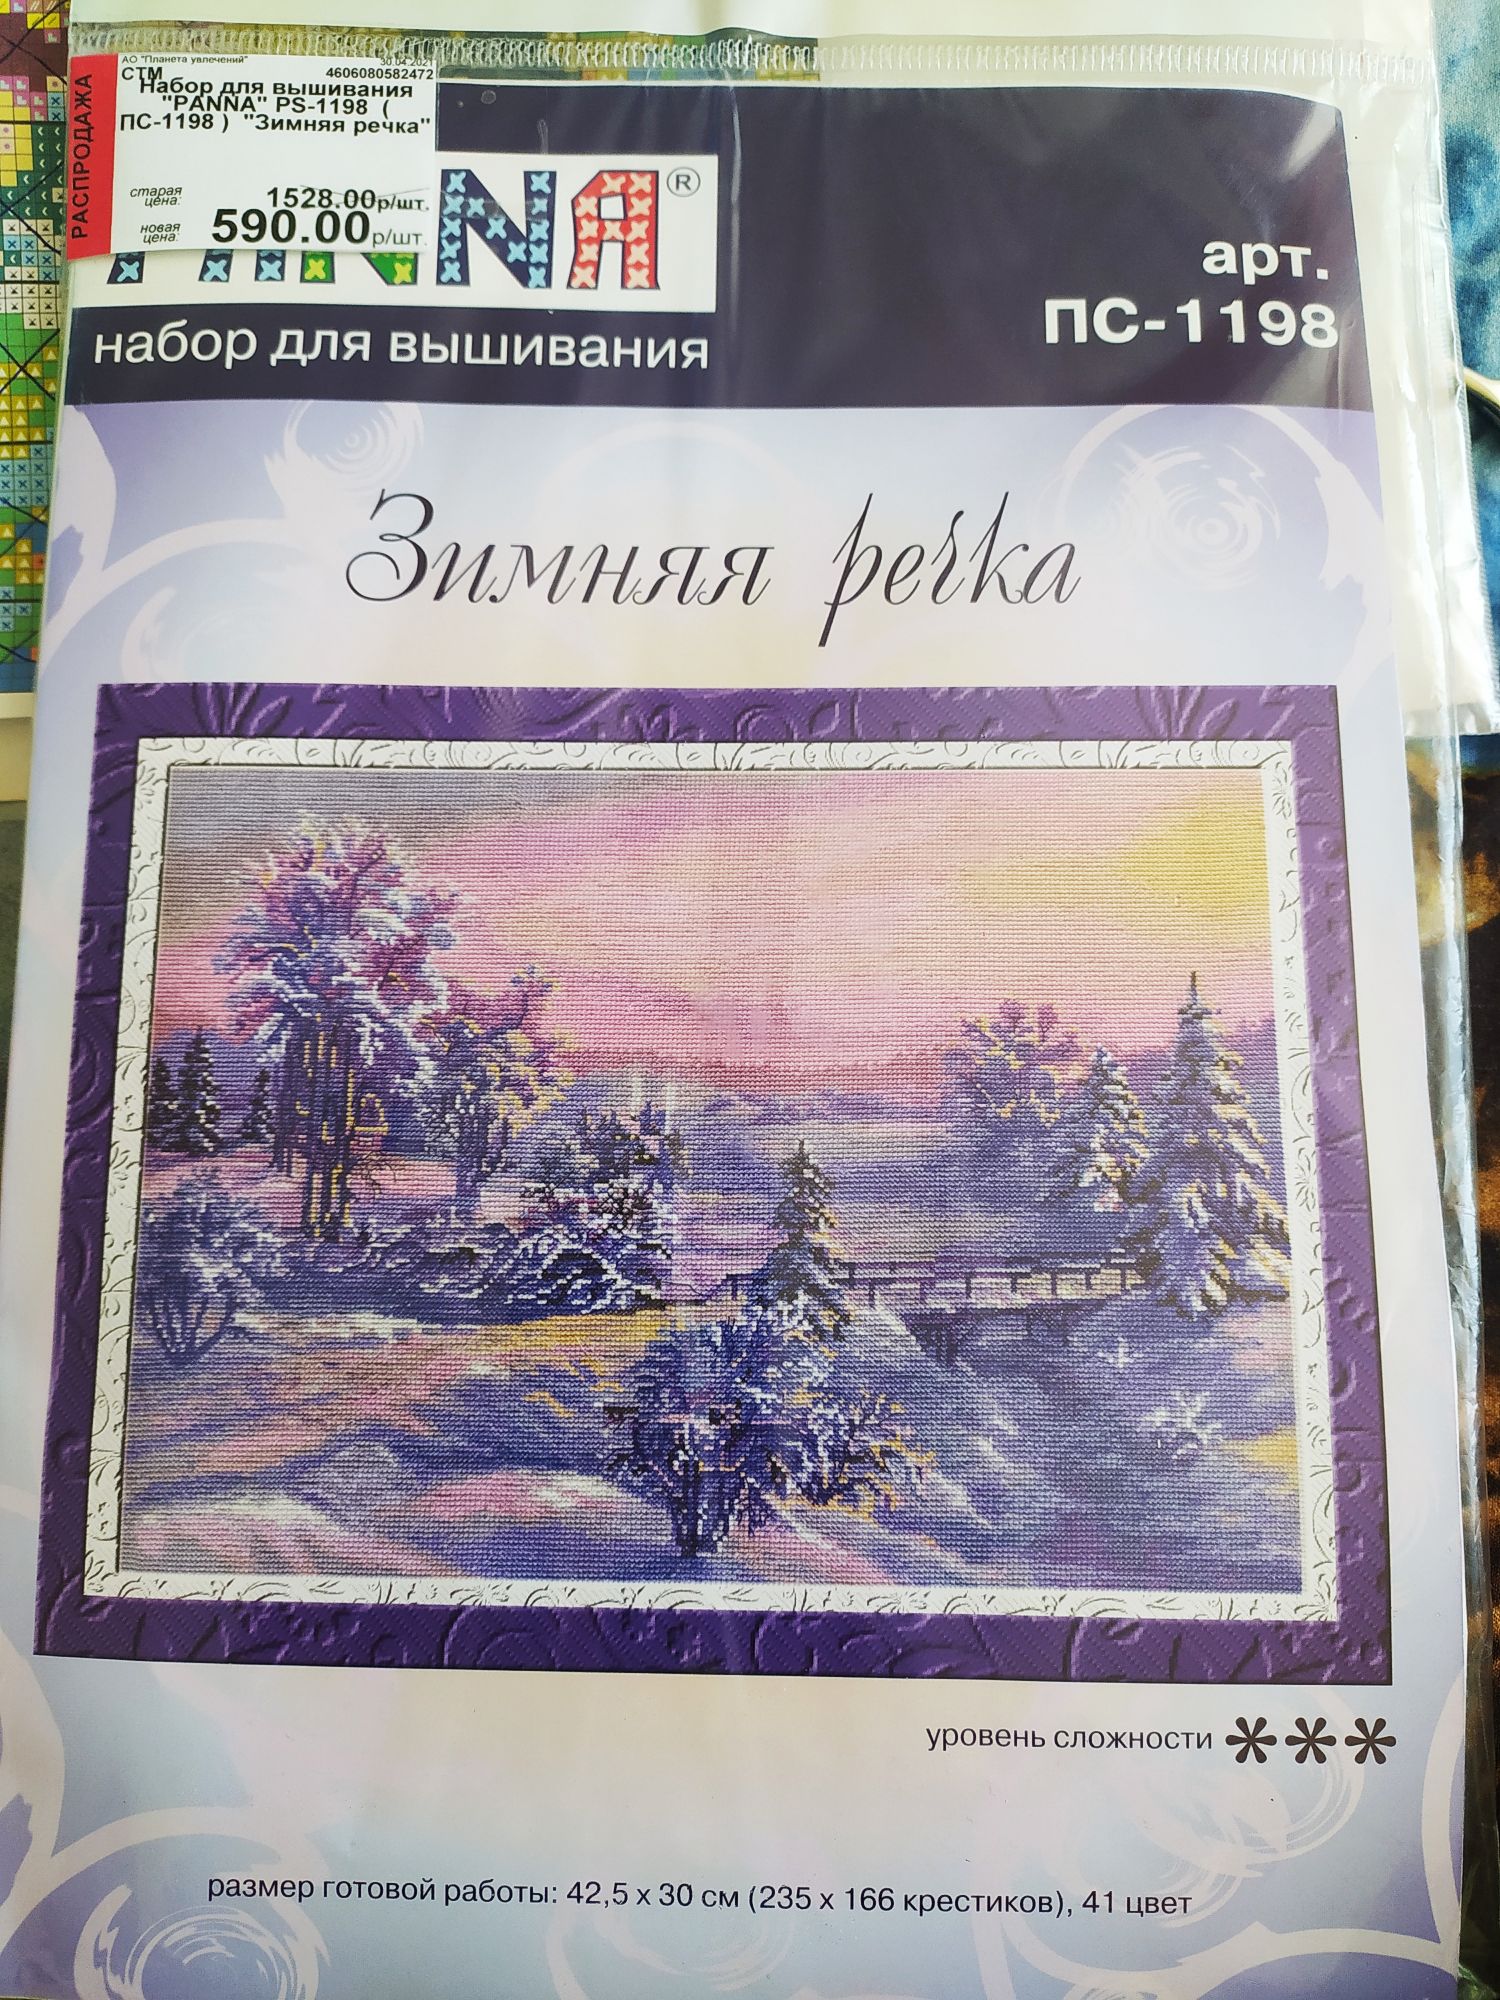 РАСПРОДАЖА
АО "Планета увлечений" 30.04.2021
СТМ 4606080582472
Набор для вышивания
"PANNA" PS-1198 (
ПС-1198 ) "Зимняя речка"
старая цена: 1528.00р/шт.
новая цена: 590.00р/шт.
PANNA®
набор для вышивания
арт.
ПС-1198
Зимняя речка
уровень сложности ***
размер готовой работы: 42,5 х 30 см (235 х 166 крестиков), 41 цвет